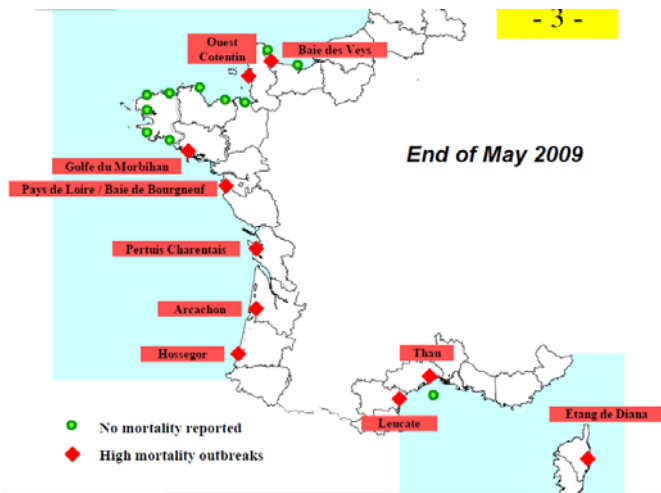 - 3 -
Ouest
Cotentin
Baie des Veys
Golfe du Morbihan
End of May 2009
Pays de Loire / Baie de Bourgneuf
Pertuis Charentais
Arcachon
Hossegor
Thau
Leucate
Etang de Diana
No mortality reported
High mortality outbreaks